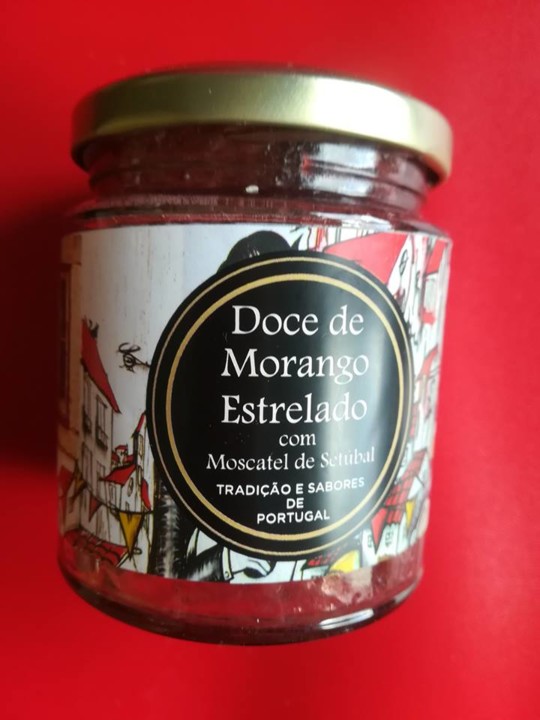 Doce de
Morango
Estrelado
com
Moscatel de Setúbal
TRADIÇÃO E SABORES
DE
PORTUGAL